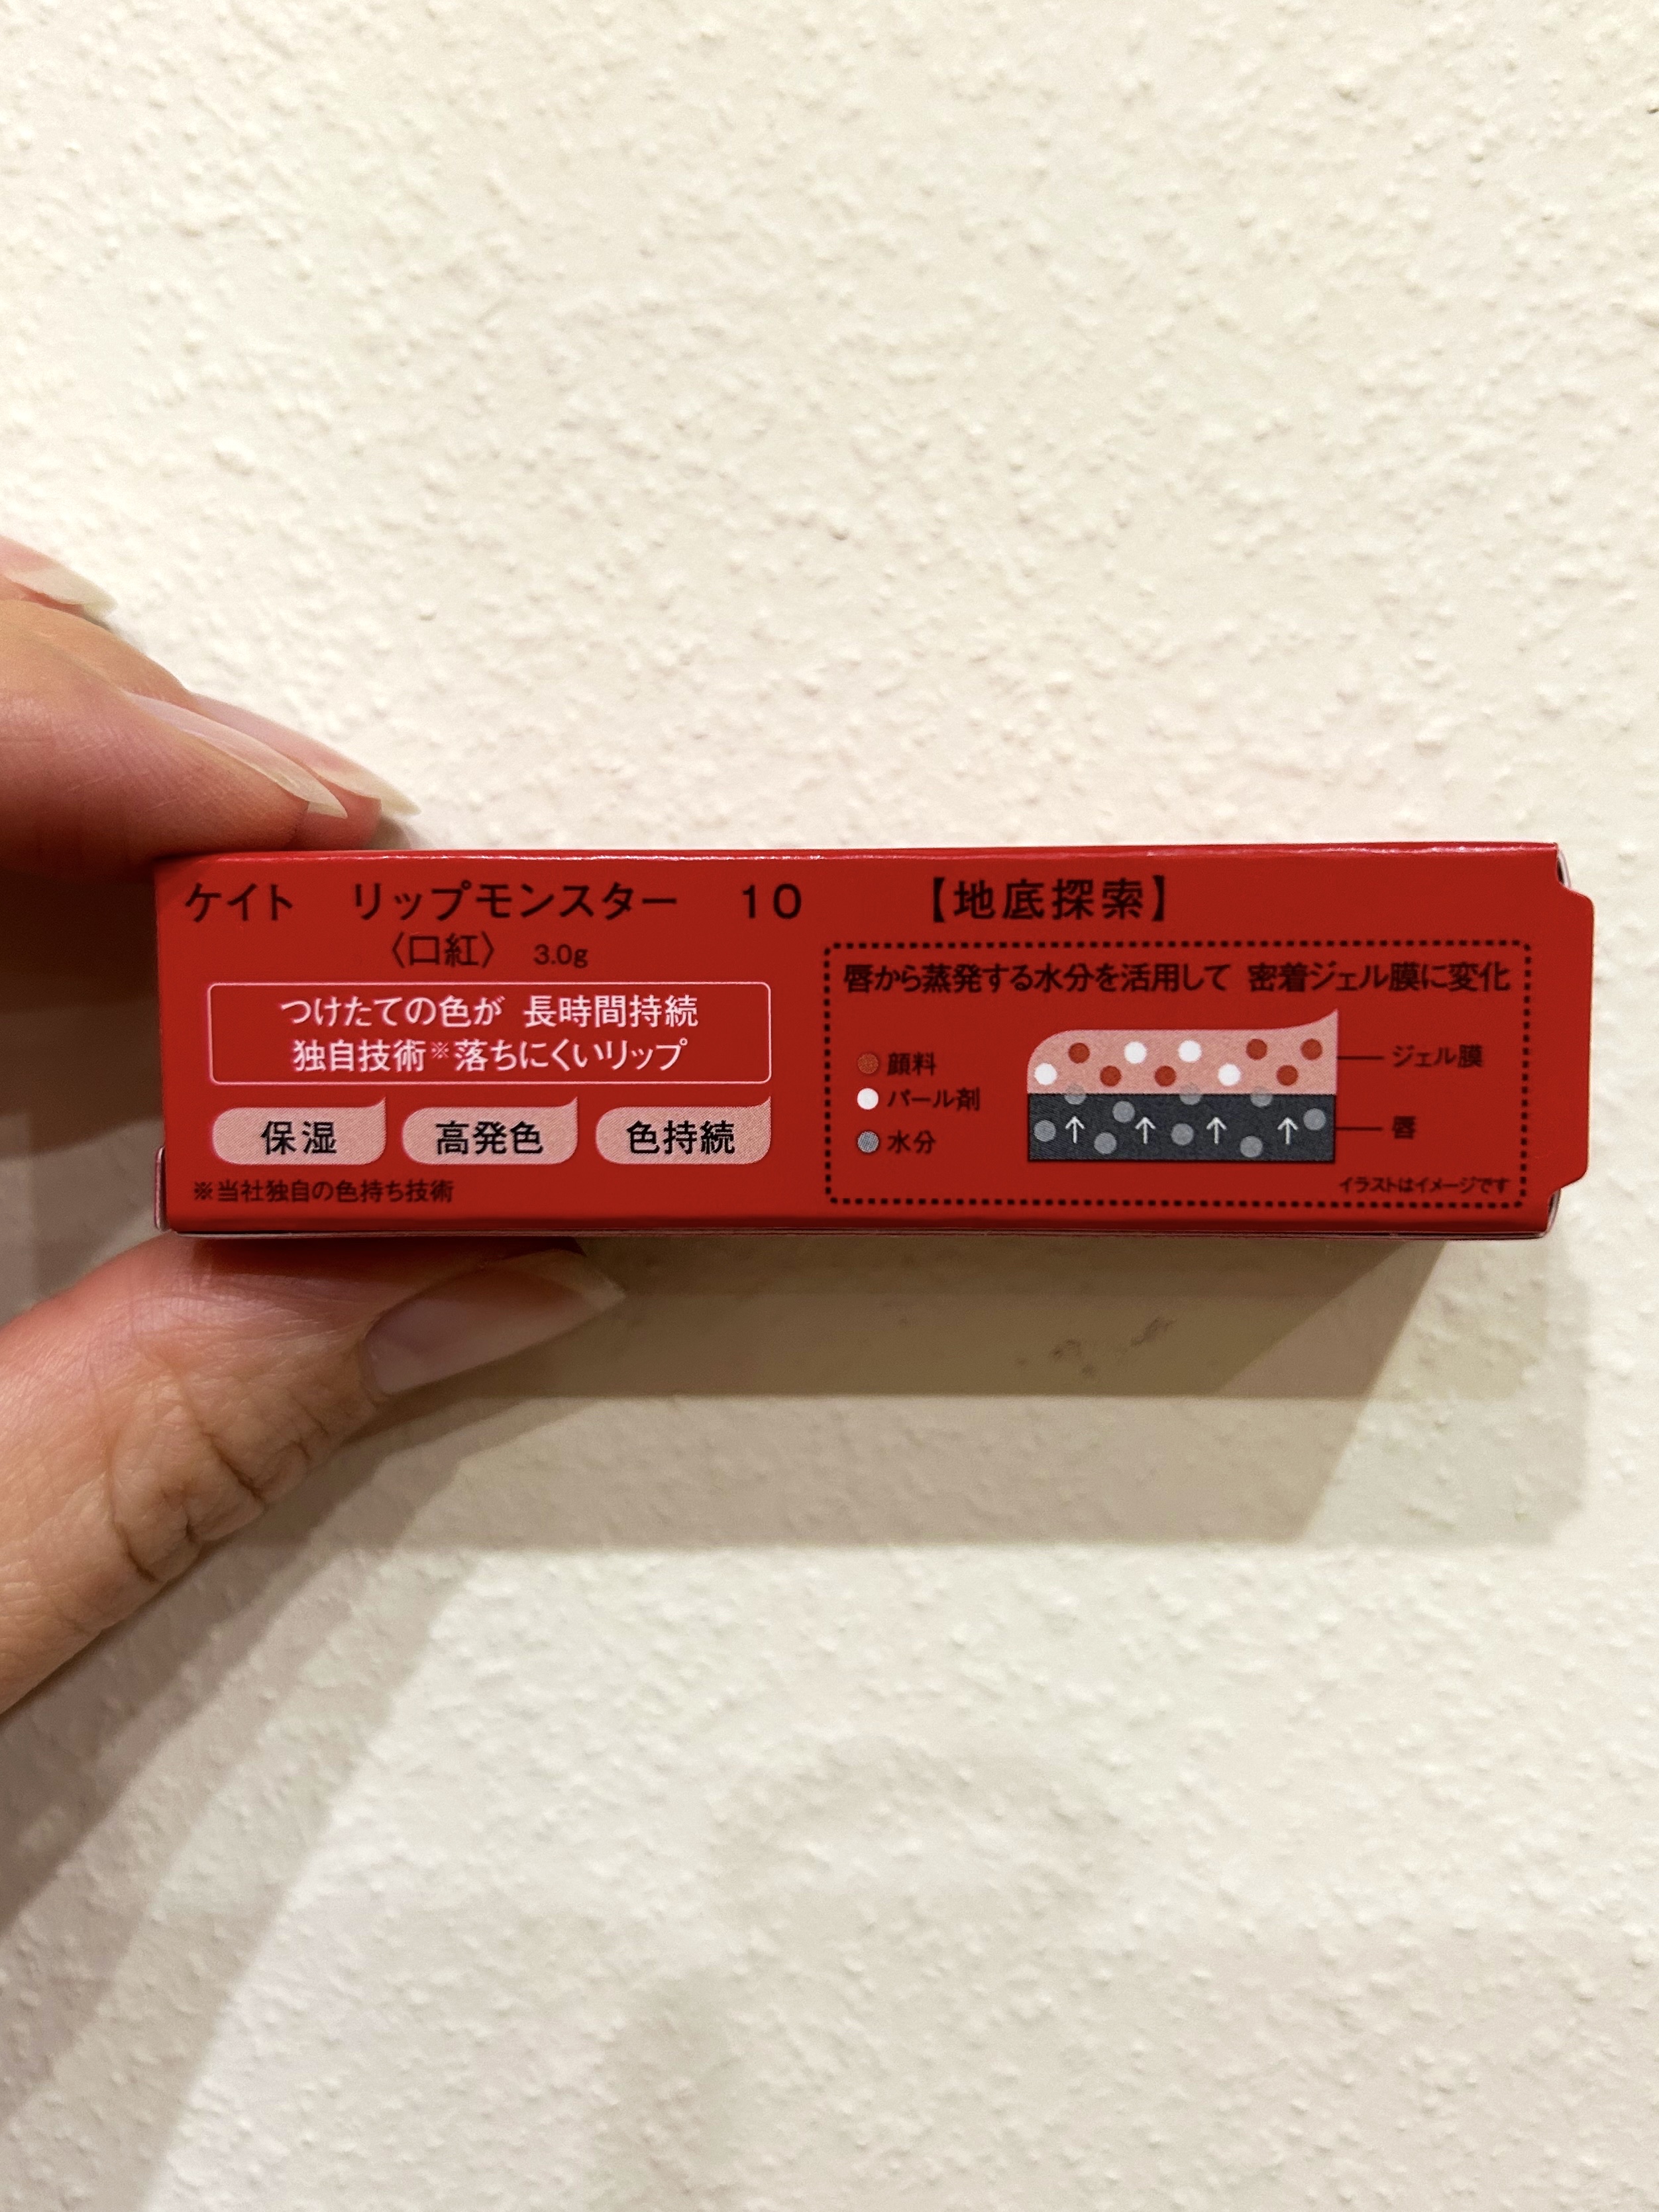 ケイト リップモンスター 10 【地底探索】
〈口紅〉 3.0g
つけたての色が 長時間持続
独自技術※落ちにくいリップ
保湿 高発色 色持続
※当社独自の色持ち技術
唇から蒸発する水分を活用して 密着ジェル膜に変化
顔料
パール剤
水分
ジェル膜
唇
イラストはイメージです